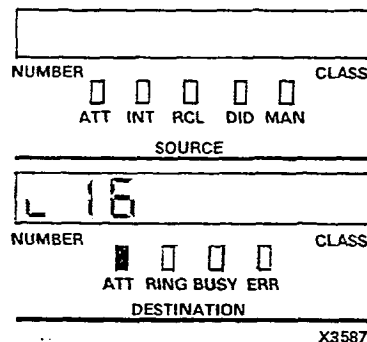 NUMBER CLASS
ATT INT RCL DID MAN
SOURCE
L 16
NUMBER CLASS
ATT RING BUSY ERR
DESTINATION
X3587